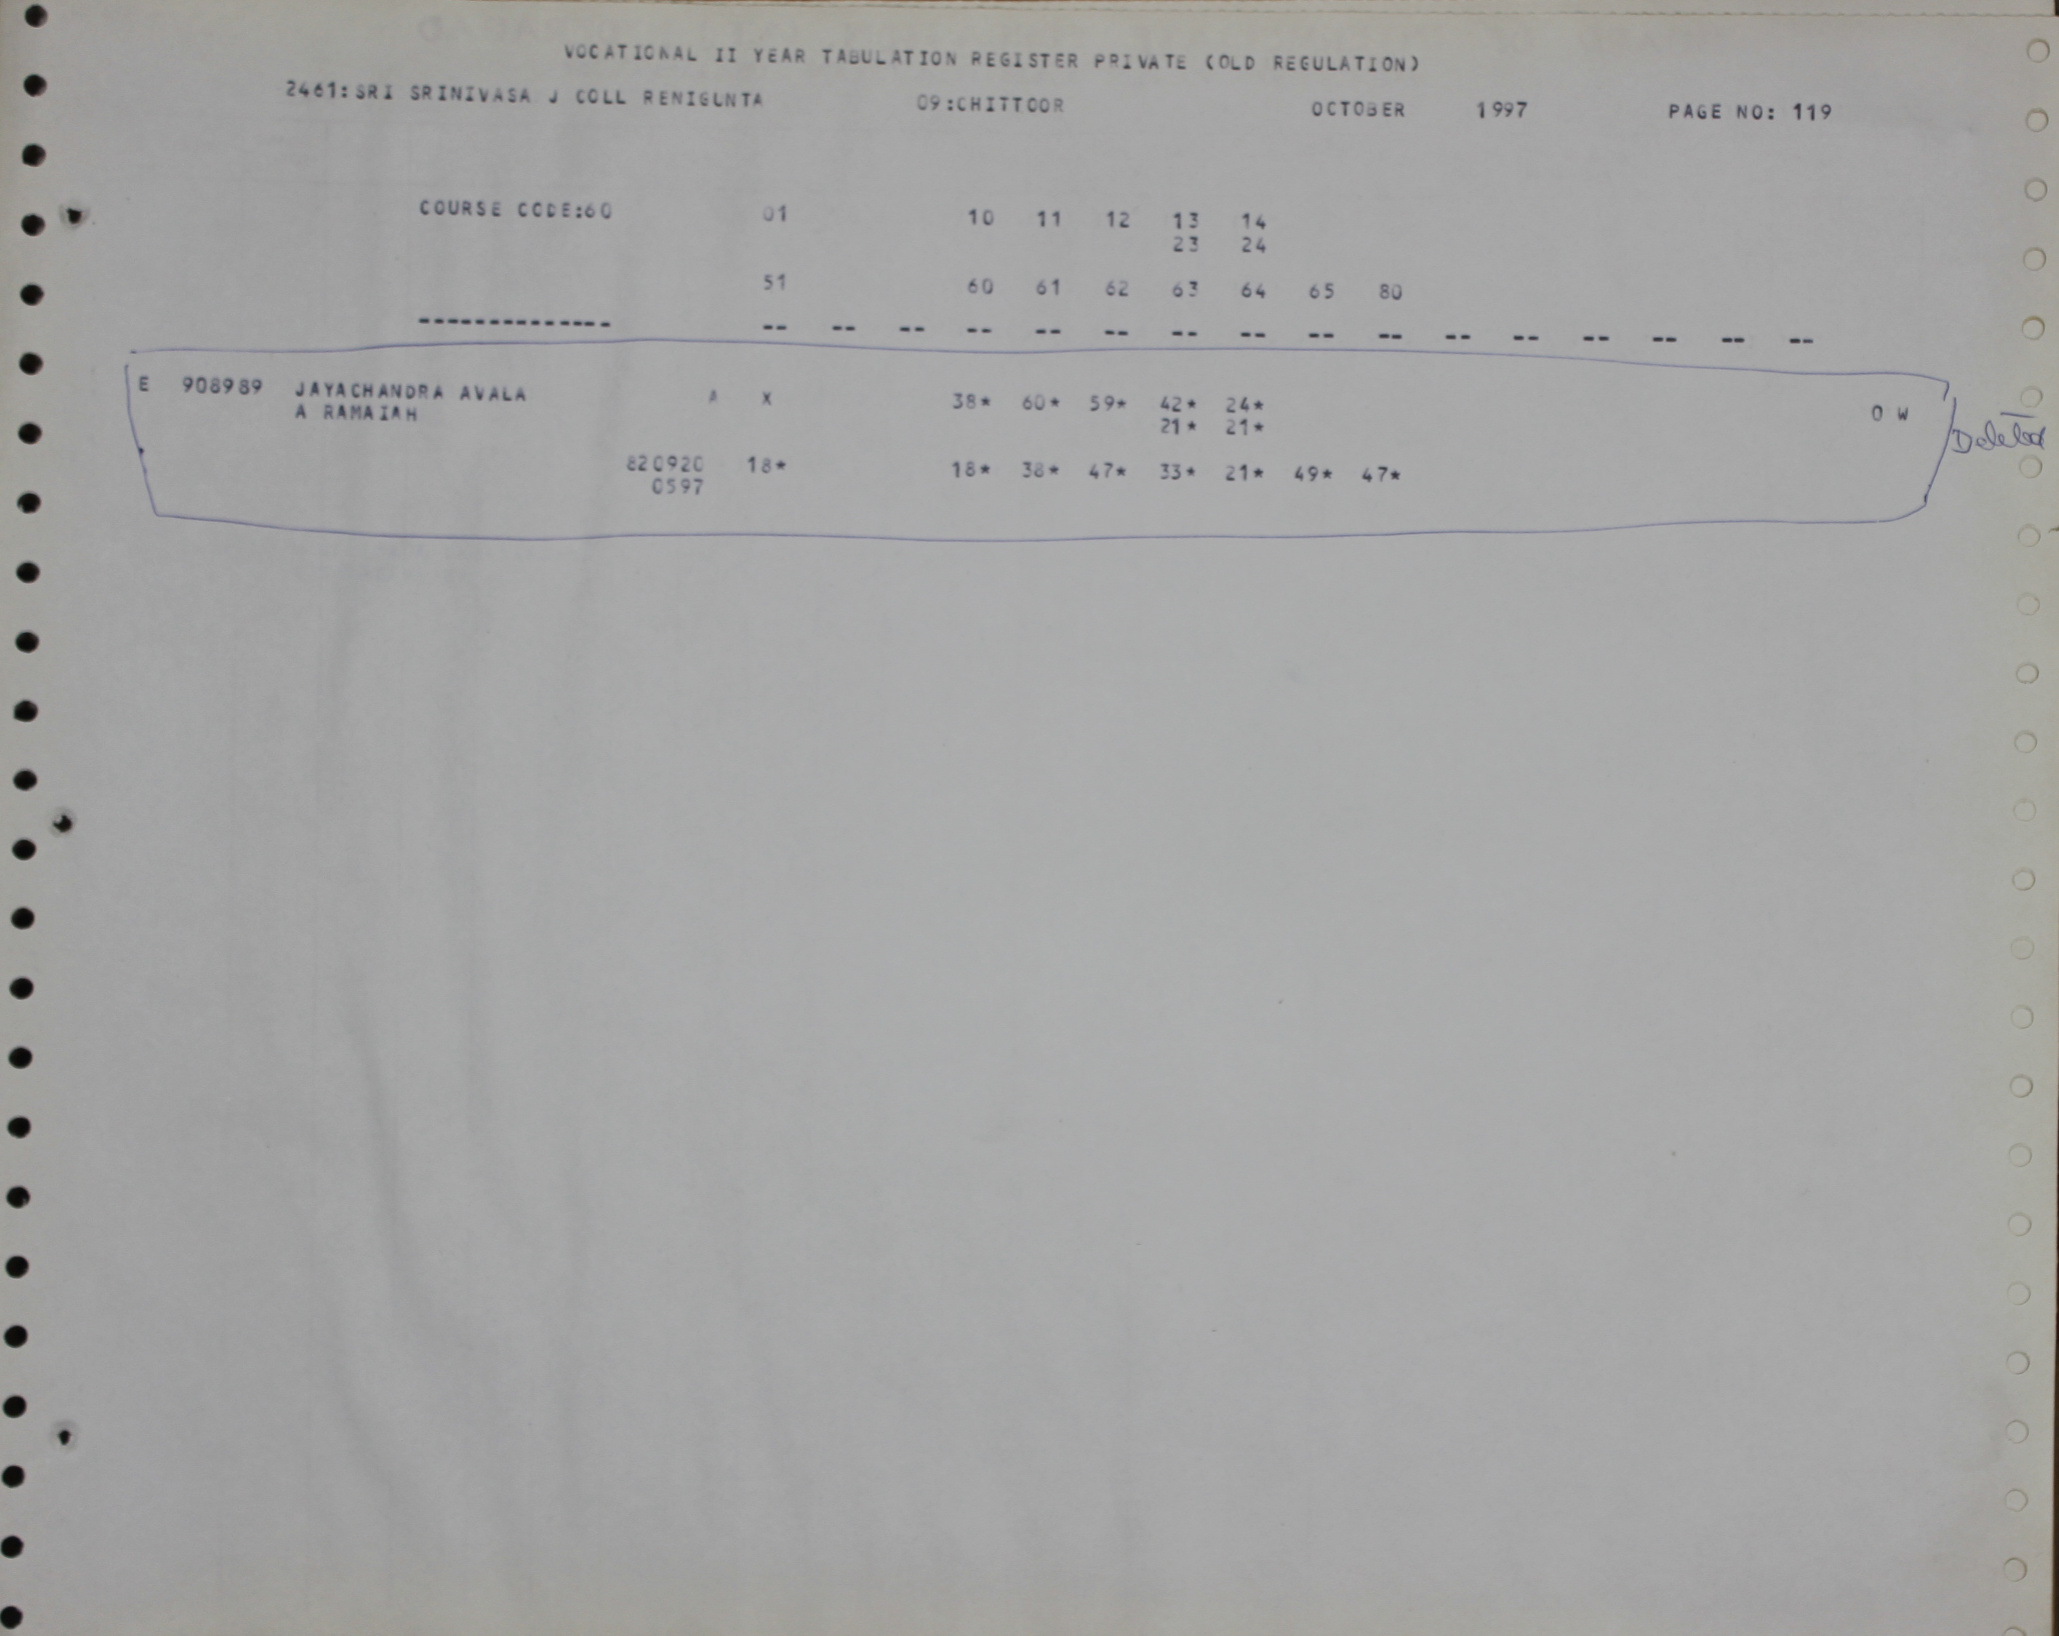 VOCATIONAL II YEAR TABULATION REGISTER PRIVATE (OLD REGULATION)
2461:SRI SRINIVASA J COLL RENIGUNTA 09:CHITTOOR OCTOBER 1997 PAGE NO: 119
COURSE CODE:60 01 10 11 12 13 14
23 24
51 60 61 62 63 64 65 80
-------------- -- -- -- -- -- -- -- -- -- -- -- -- -- -- -- --
E 908989 JAYACHANDRA AVALA A X 38* 60* 59* 42* 24*
A RAMAIAH 21* 21* 0 W
Deleted
820920 18* 18* 38* 47* 33* 21* 49* 47*
0597